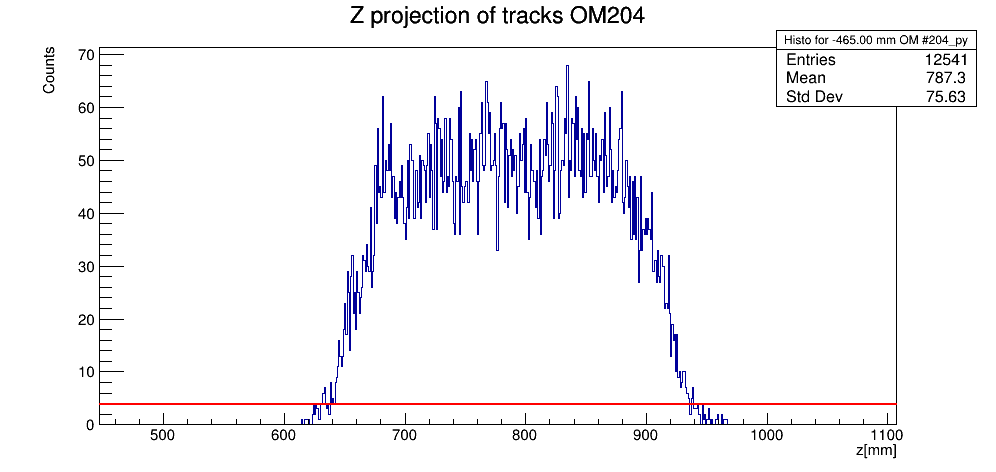 Z projection of tracks OM204
Histo for -465.00 mm OM #204_py
Entries 12541
Mean 787.3
Std Dev 75.63
Counts
70
60
50
40
30
20
10
0
500 600 700 800 900 1000 1100
z[mm]